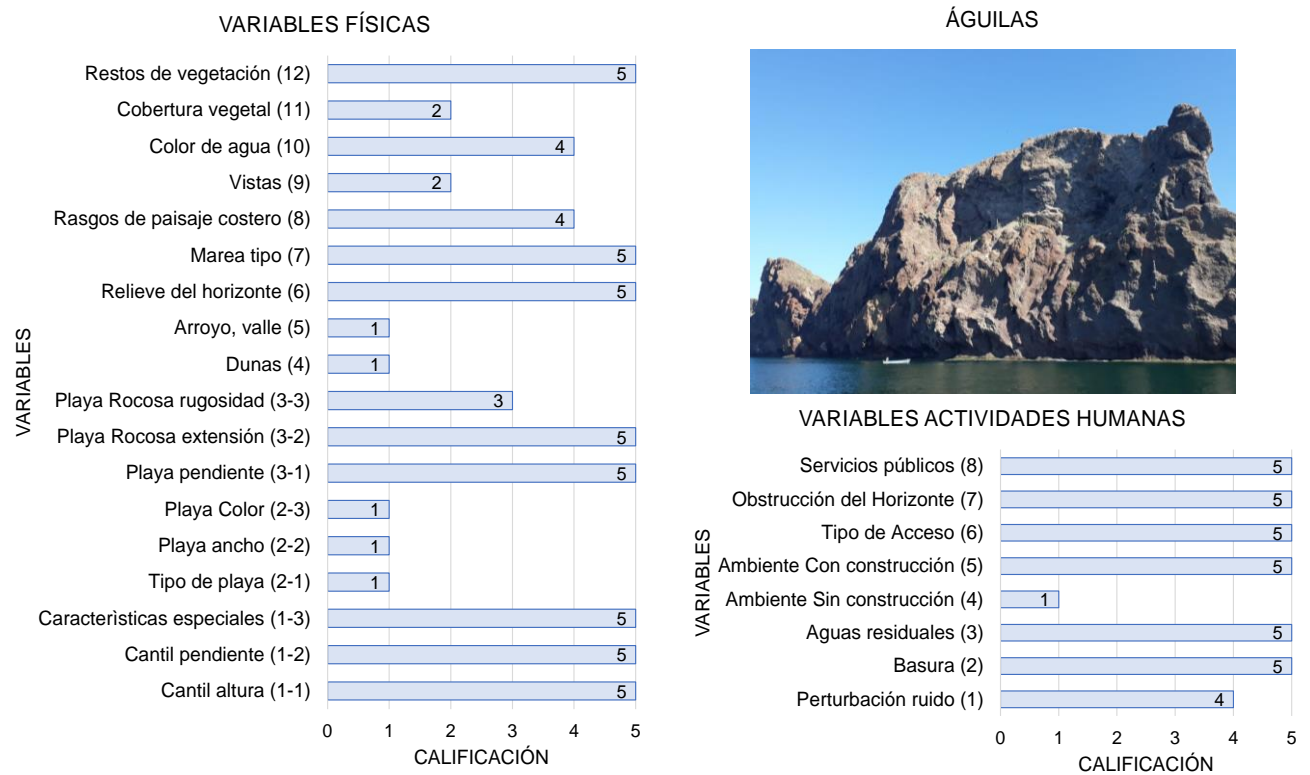 VARIABLES FÍSICAS
Restos de vegetación (12) 5
Cobertura vegetal (11) 2
Color de agua (10) 4
Vistas (9) 2
Rasgos de paisaje costero (8) 4
Marea tipo (7) 5
Relieve del horizonte (6) 5
Arroyo, valle (5) 1
Dunas (4) 1
Playa Rocosa rugosidad (3-3) 3
Playa Rocosa extensión (3-2) 5
Playa pendiente (3-1) 5
Playa Color (2-3) 1
Playa ancho (2-2) 1
Tipo de playa (2-1) 1
Caracterìsticas especiales (1-3) 5
Cantil pendiente (1-2) 5
Cantil altura (1-1) 5
VARIABLES
0 1 2 3 4 5
CALIFICACIÓN
ÁGUILAS
VARIABLES ACTIVIDADES HUMANAS
Servicios públicos (8) 5
Obstrucción del Horizonte (7) 5
Tipo de Acceso (6) 5
Ambiente Con construcción (5) 5
Ambiente Sin construcción (4) 1
Aguas residuales (3) 5
Basura (2) 5
Perturbación ruido (1) 4
VARIABLES
0 1 2 3 4 5
CALIFICACIÓN